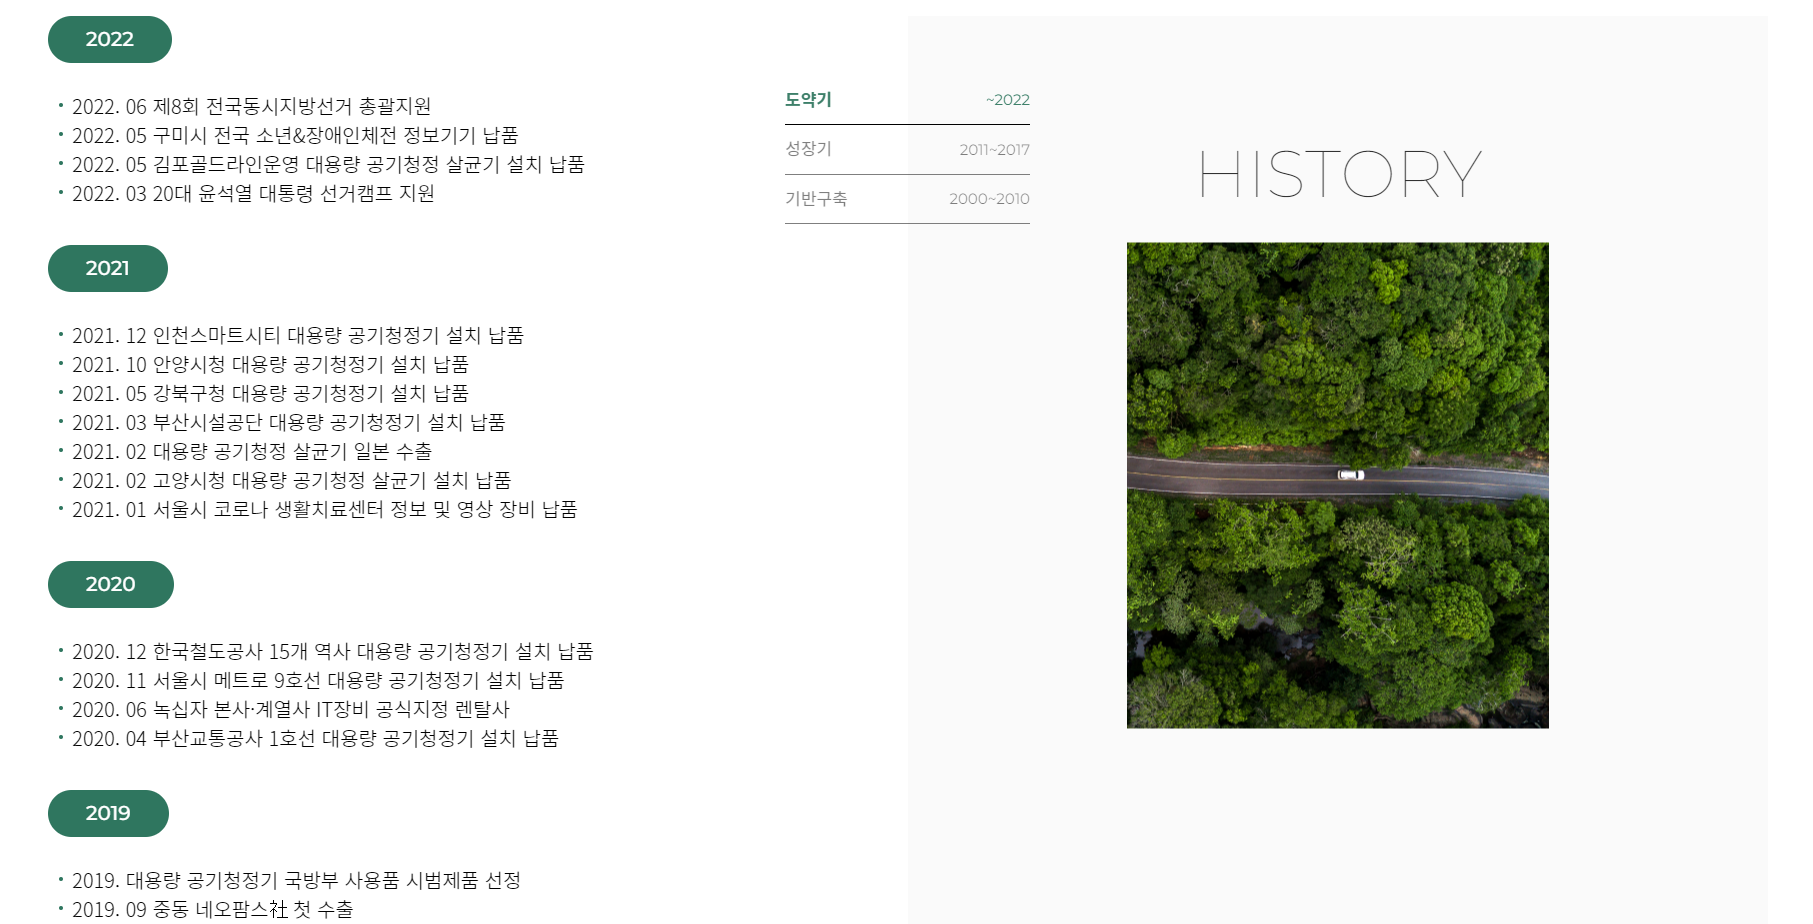 2022
• 2022. 06 제8회 전국동시지방선거 총괄지원
• 2022. 05 구미시 전국 소년&장애인체전 정보기기 납품
• 2022. 05 김포골드라인운영 대용량 공기청정 살균기 설치 납품
• 2022. 03 20대 윤석열 대통령 선거캠프 지원
2021
• 2021. 12 인천스마트시티 대용량 공기청정기 설치 납품
• 2021. 10 안양시청 대용량 공기청정기 설치 납품
• 2021. 05 강북구청 대용량 공기청정기 설치 납품
• 2021. 03 부산시설공단 대용량 공기청정기 설치 납품
• 2021. 02 대용량 공기청정 살균기 일본 수출
• 2021. 02 고양시청 대용량 공기청정 살균기 설치 납품
• 2021. 01 서울시 코로나 생활치료센터 정보 및 영상 장비 납품
2020
• 2020. 12 한국철도공사 15개 역사 대용량 공기청정기 설치 납품
• 2020. 11 서울시 메트로 9호선 대용량 공기청정기 설치 납품
• 2020. 06 녹십자 본사·계열사 IT장비 공식지정 렌탈사
• 2020. 04 부산교통공사 1호선 대용량 공기청정기 설치 납품
2019
• 2019. 대용량 공기청정기 국방부 사용품 시범제품 선정
• 2019. 09 중동 네오팜스社 첫 수출
도약기 ~2022
성장기 2011~2017
기반구축 2000~2010
HISTORY